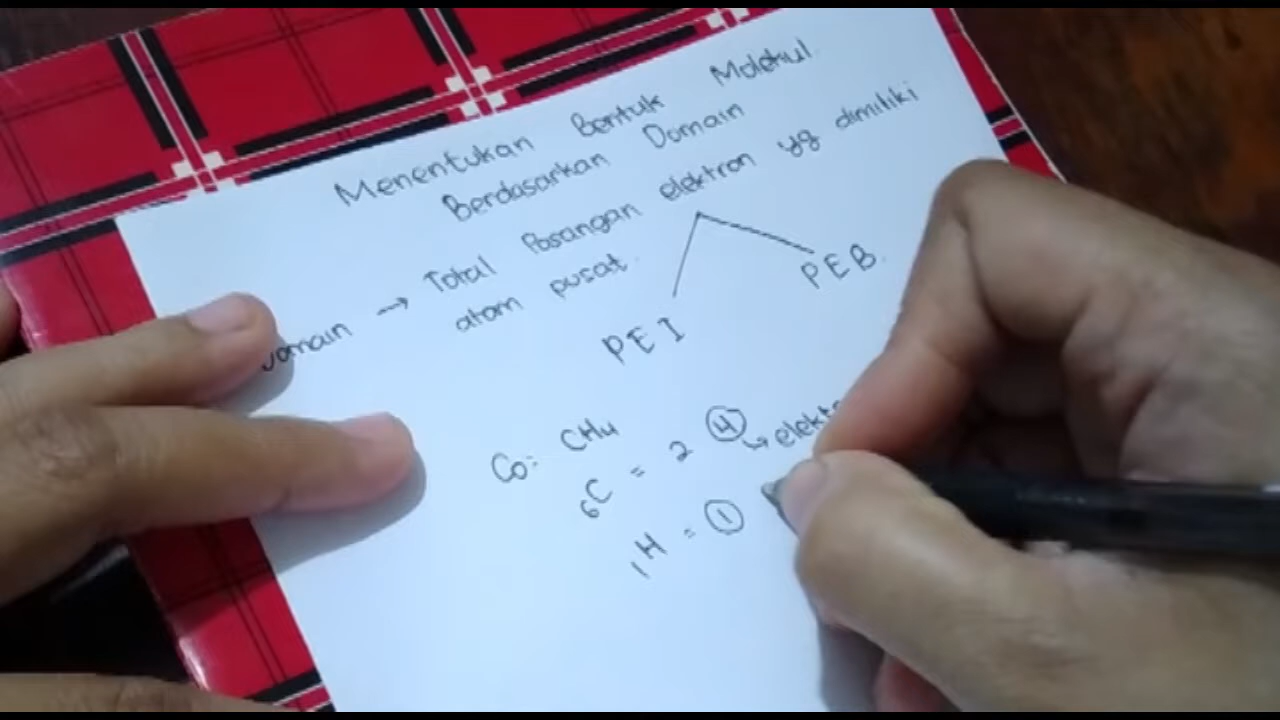 Menentukan Bentuk Molekul
Berdasarkan Domain
Domain → Total Pasangan elektron yg dimiliki
atom pusat.
PEI PEB.
Co: CH4
6C = 2 4
1H = 1